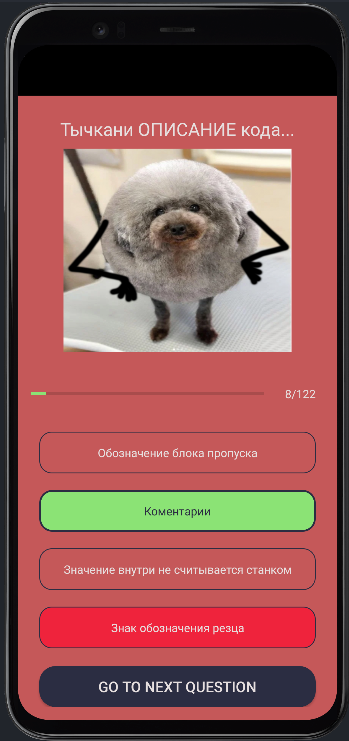 Тычкани ОПИСАНИЕ кода...
8/122
Обозначение блока пропуска
Коментарии
Значение внутри не считывается станком
Знак обозначения резца
GO TO NEXT QUESTION